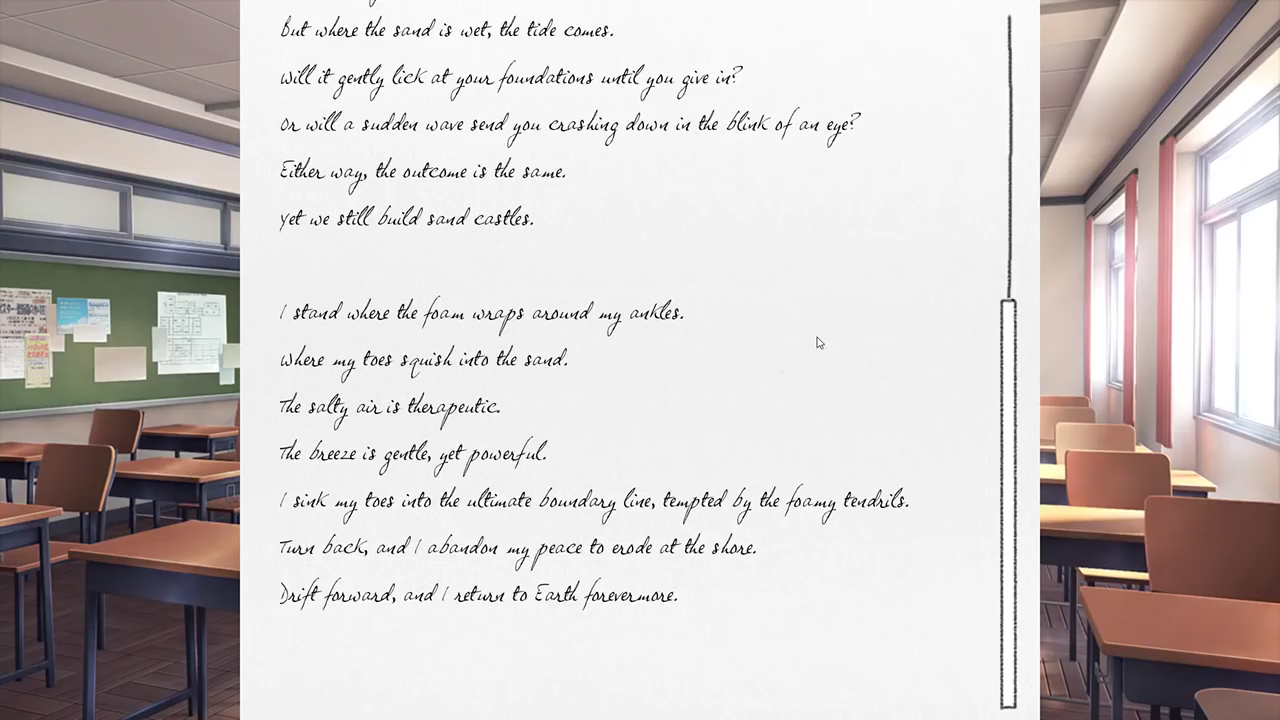 But where the sand is wet, the tide comes.
Will it gently lick at your foundations until you give in?
Or will a sudden wave send you crashing down in the blink of an eye?
Either way, the outcome is the same.
Yet we still build sand castles.
I stand where the foam wraps around my ankles.
Where my toes squish into the sand.
The salty air is therapeutic.
The breeze is gentle, yet powerful.
I sink my toes into the ultimate boundary line, tempted by the foamy tendrils.
Turn back, and I abandon my peace to erode at the shore.
Drift forward, and I return to Earth forevermore.